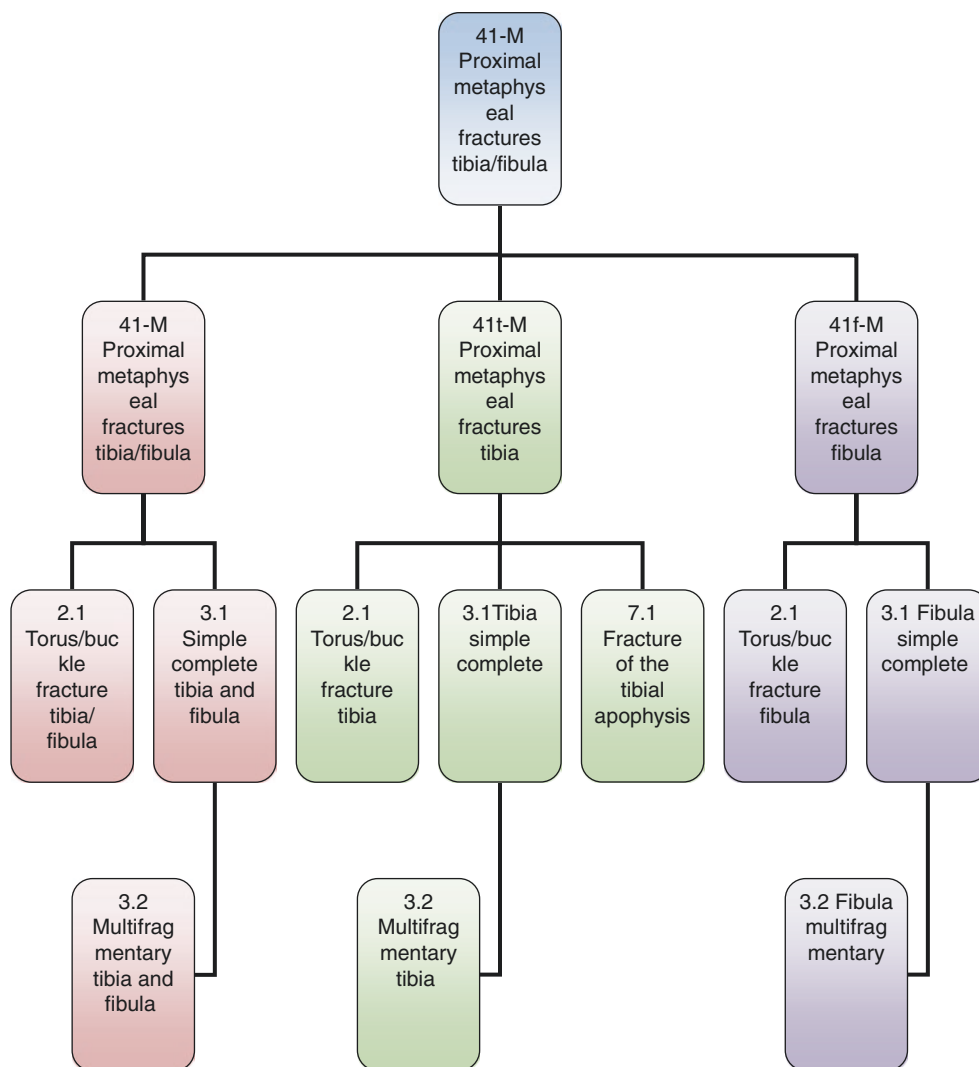 41-M
Proximal
metaphys
eal
fractures
tibia/fibula
41-M
Proximal
metaphys
eal
fractures
tibia/fibula
41t-M
Proximal
metaphys
eal
fractures
tibia
41f-M
Proximal
metaphys
eal
fractures
fibula
2.1
Torus/buc
kle
fracture
tibia/
fibula
3.1
Simple
complete
tibia and
fibula
2.1
Torus/buc
kle
fracture
tibia
3.1Tibia
simple
complete
7.1
Fracture
of the
tibial
apophysis
2.1
Torus/buc
kle
fracture
fibula
3.1 Fibula
simple
complete
3.2
Multifrag
mentary
tibia and
fibula
3.2
Multifrag
mentary
tibia
3.2 Fibula
multifrag
mentary